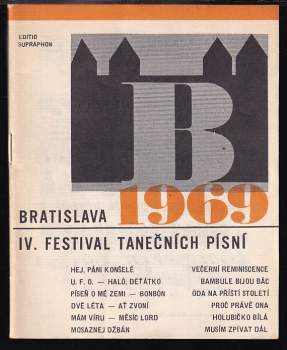 EDITIO
SUPRAPHON
B
1969
BRATISLAVA
IV. FESTIVAL TANEČNÍCH PÍSNÍ
HEJ, PÁNI KONŠELÉ
U. F. O. — HALÓ, DĚŤÁTKO
PÍSEŇ O MÉ ZEMI — BONBÓN
DVĚ LÉTA — AŤ ZVONÍ
MÁM VÍRU — MĚSÍC LORD
MOSAZNEJ DŽBÁN
VEČERNÍ REMINISCENCE
BAMBULE BIJOU BÁC
ÓDA NA PŘÍŠTÍ STOLETÍ
PROČ PRÁVĚ ONA
HOLUBIČKO BÍLÁ
MUSÍM ZPÍVAT DÁL